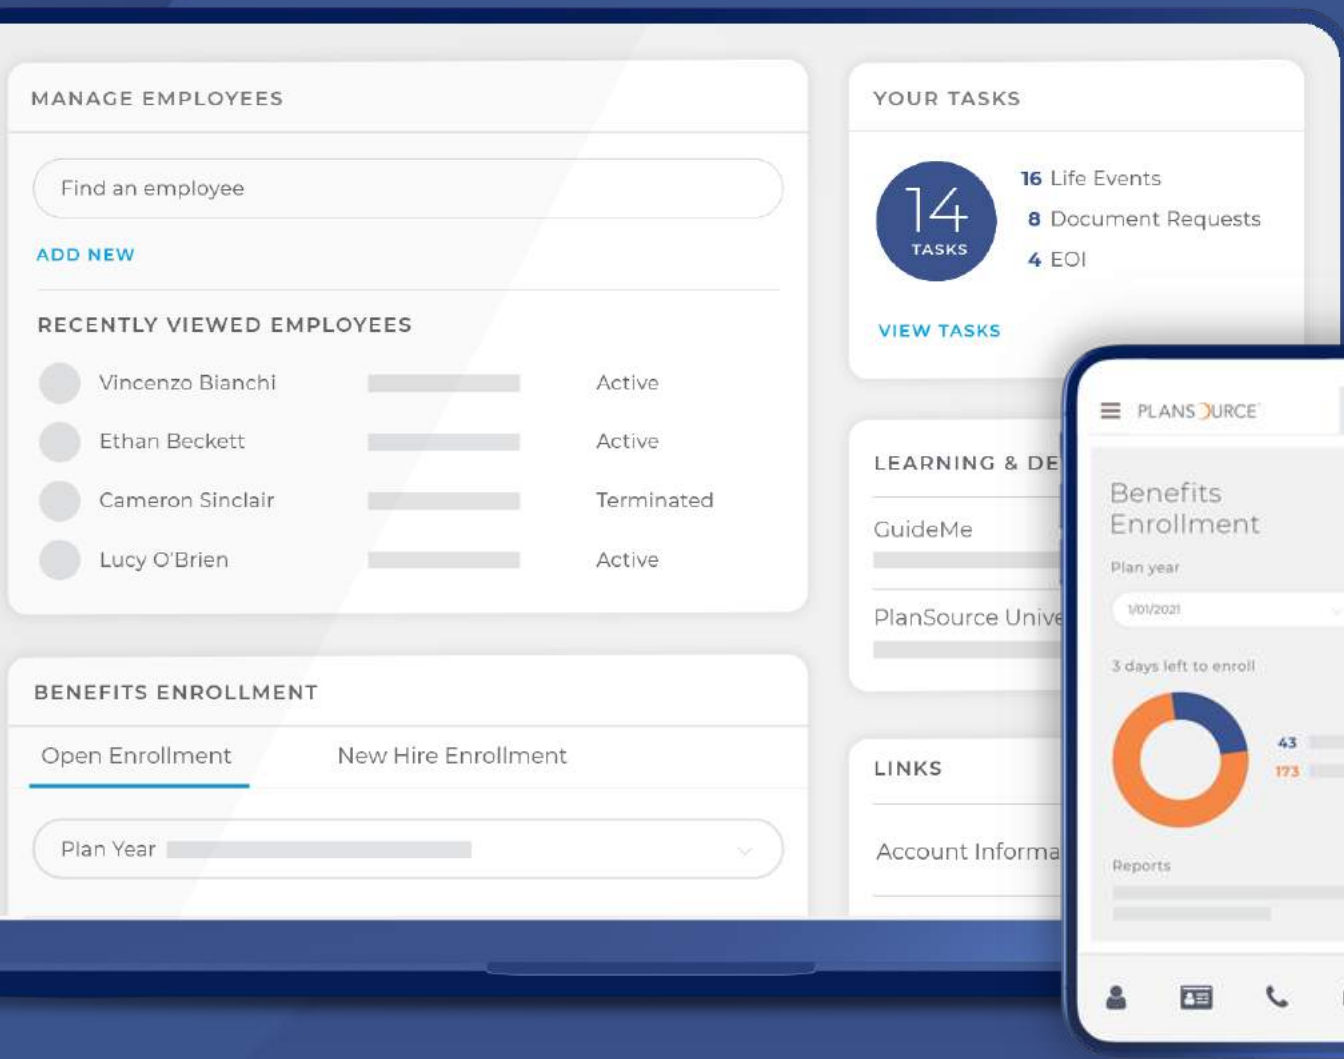 MANAGE EMPLOYEES
Find an employee
ADD NEW
RECENTLY VIEWED EMPLOYEES
Vincenzo Bianchi Active
Ethan Beckett Active
Cameron Sinclair Terminated
Lucy O'Brien Active
BENEFITS ENROLLMENT
Open Enrollment New Hire Enrollment
Plan Year
YOUR TASKS
14
TASKS
16 Life Events
8 Document Requests
4 EOI
VIEW TASKS
LEARNING & DE
GuideMe
PlanSource Unive
LINKS
Account Informa
PLANSOURCE
Benefits
Enrollment
Plan year
1/01/2021
3 days left to enroll
43
173
Reports